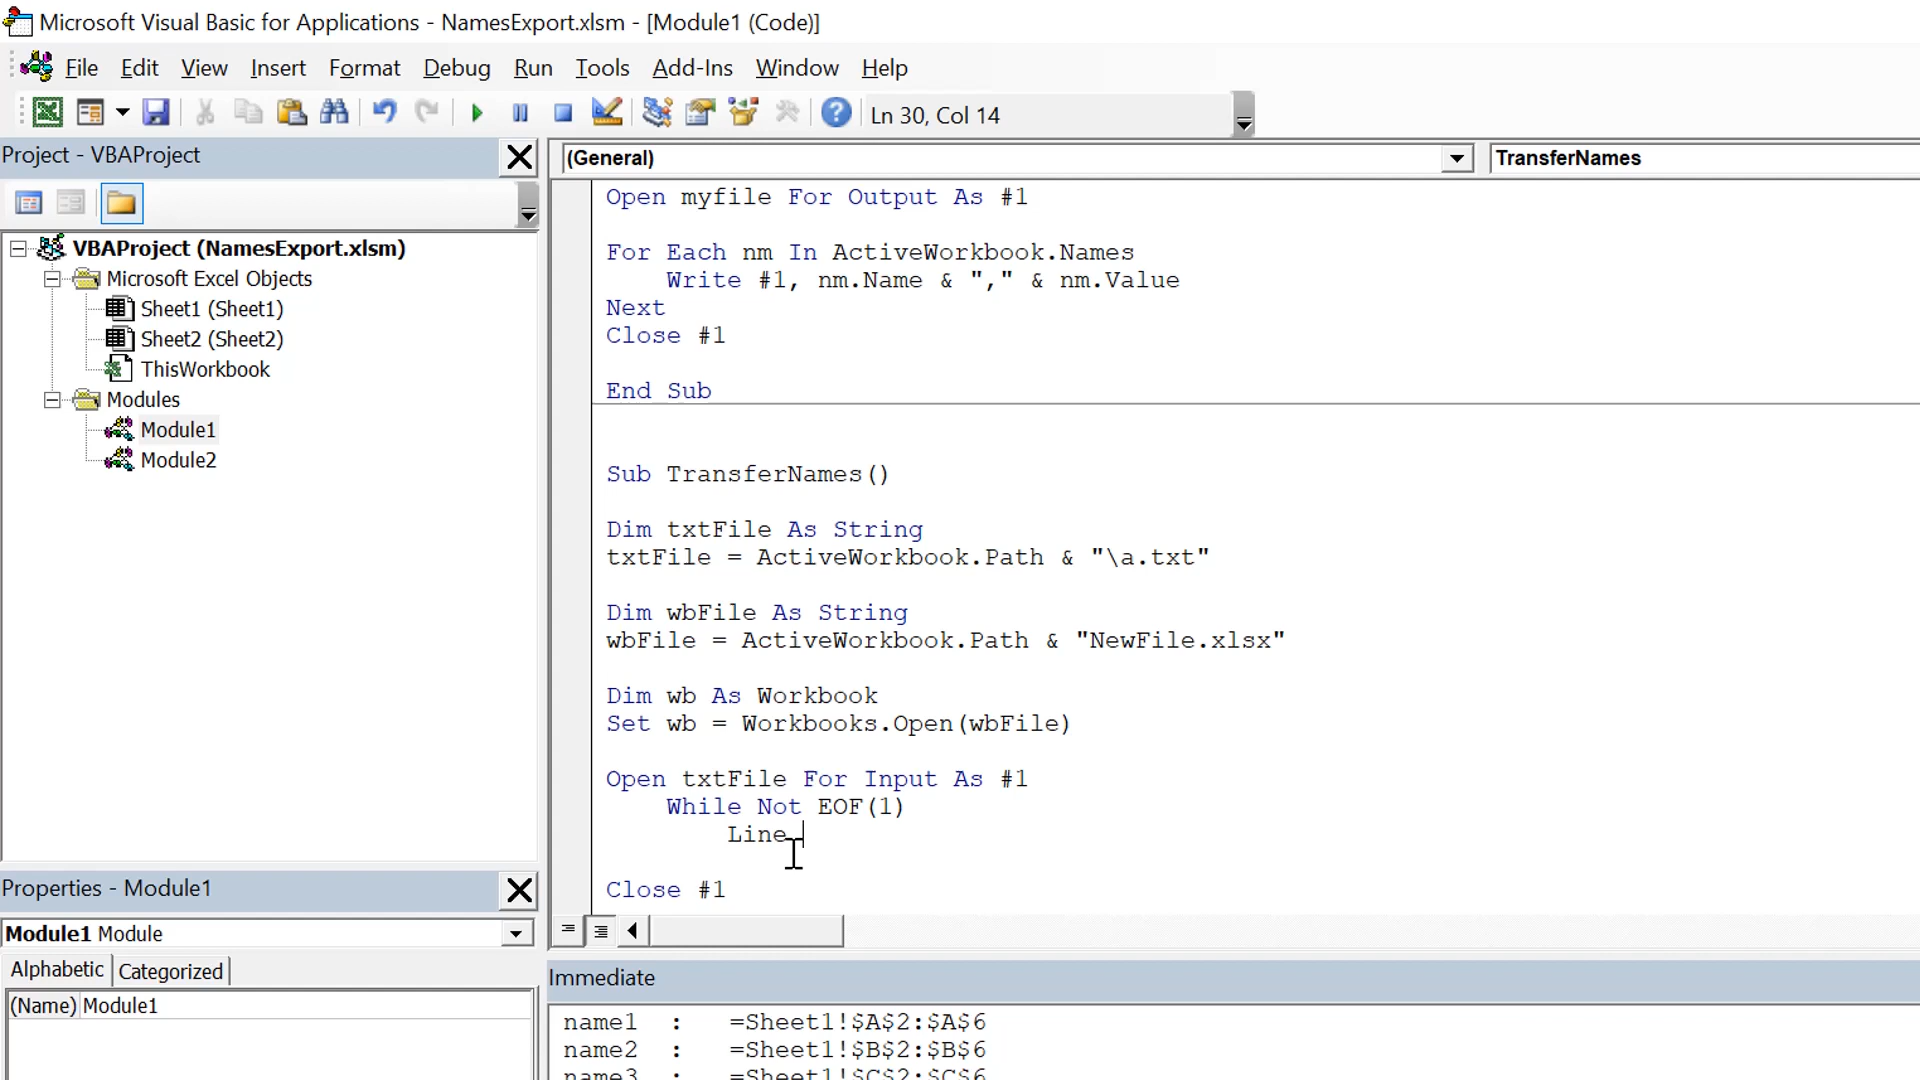 Microsoft Visual Basic for Applications - NamesExport.xlsm - [Module1 (Code)]
File Edit View Insert Format Debug Run Tools Add-Ins Window Help
Ln 30, Col 14
Project - VBAProject
(General) TransferNames
VBAProject (NamesExport.xlsm)
Microsoft Excel Objects
Sheet1 (Sheet1)
Sheet2 (Sheet2)
ThisWorkbook
Modules
Module1
Module2
Open myfile For Output As #1
For Each nm In ActiveWorkbook.Names
Write #1, nm.Name & "," & nm.Value
Next
Close #1
End Sub
Sub TransferNames()
Dim txtFile As String
txtFile = ActiveWorkbook.Path & "\a.txt"
Dim wbFile As String
wbFile = ActiveWorkbook.Path & "NewFile.xlsx"
Dim wb As Workbook
Set wb = Workbooks.Open(wbFile)
Open txtFile For Input As #1
While Not EOF(1)
Line
Close #1
Properties - Module1
Module1 Module
Alphabetic Categorized
(Name) Module1
Immediate
name1 : =Sheet1!$A$2:$A$6
name2 : =Sheet1!$B$2:$B$6
name3 : =Sheet1!$C$2:$C$6